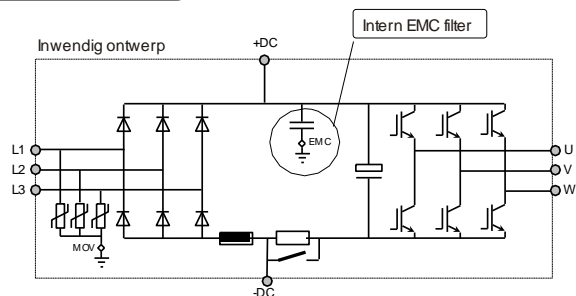 Intern EMC filter
Inwendig ontwerp
+DC
EMC
L1
L2
L3
U
V
W
MOV
-DC